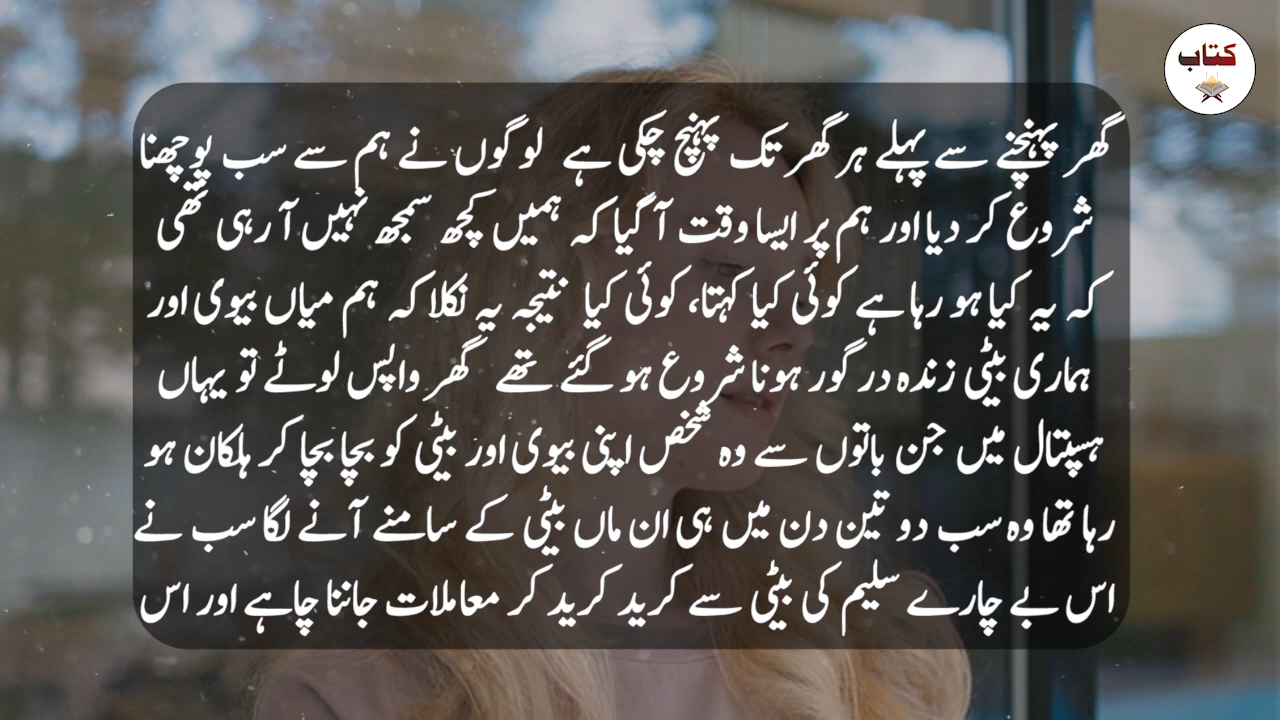 کتاب
گھر پہنچنے سے پہلے ہر گھر تک پہنچ چکی ہے لوگوں نے ہم سے سب پوچھنا
شروع کر دیا اور ہم پر ایسا وقت آ گیا کہ ہمیں کچھ سمجھ نہیں آ رہی تھی
کہ یہ کیا ہو رہا ہے کوئی کیا کہتا، کوئی کیا نتیجہ یہ نکلا کہ ہم میاں بیوی اور
ہماری بیٹی زندہ در گور ہونا شروع ہو گئے تھے گھر واپس لوٹے تو یہاں
ہسپتال میں جن باتوں سے وہ شخص اپنی بیوی اور بیٹی کو بچا بچا کر ہلکان ہو
رہا تھا وہ سب دو تین دن میں ہی ان ماں بیٹی کے سامنے آنے لگا سب نے
اس بے چارے سلیم کی بیٹی سے کرید کرید کر معاملات جاننا چاہے اور اس